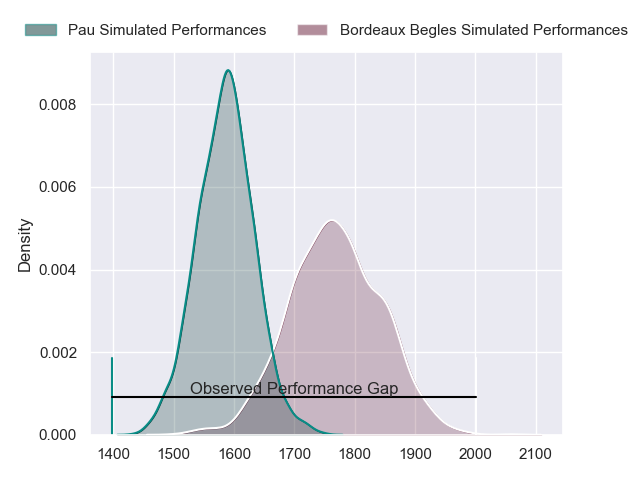 Pau Simulated Performances Bordeaux Begles Simulated Performances
0.008
0.006
0.004
0.002
0.000
Density
Observed Performance Gap
1400 1500 1600 1700 1800 1900 2000 2100